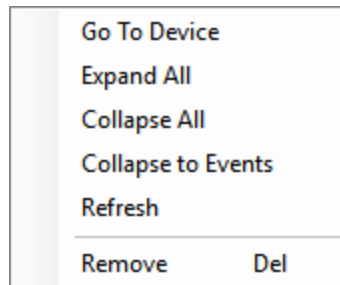 Go To Device
Expand All
Collapse All
Collapse to Events
Refresh
Remove Del